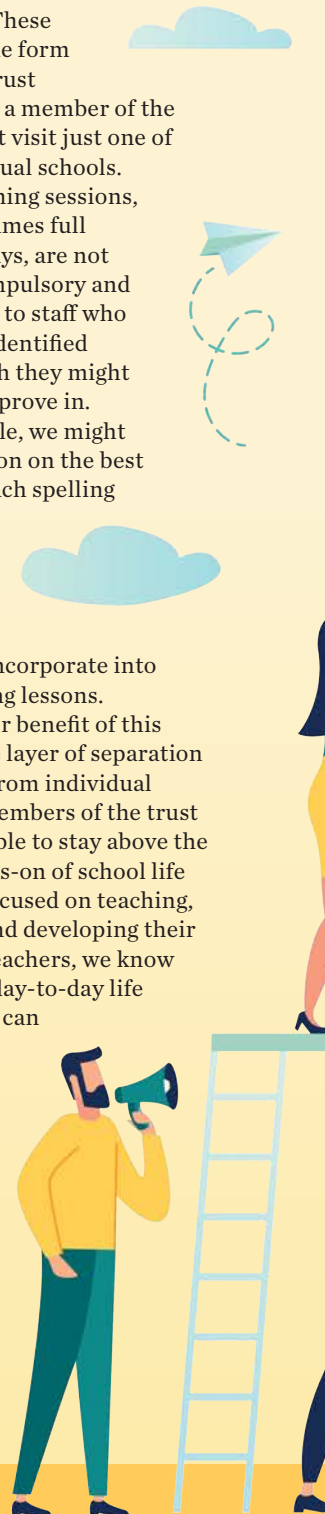 These
form
rust
a member of the
visit just one of
ual schools.
ning sessions,
mes full
ys, are not
mpulsory and
to staff who
dentified
they might
prove in.
le, we might
on on the best
ch spelling
ncorporate into
ng lessons.
r benefit of this
layer of separation
from individual
embers of the trust
ble to stay above the
s-on of school life
cused on teaching,
nd developing their
eachers, we know
day-to-day life
can